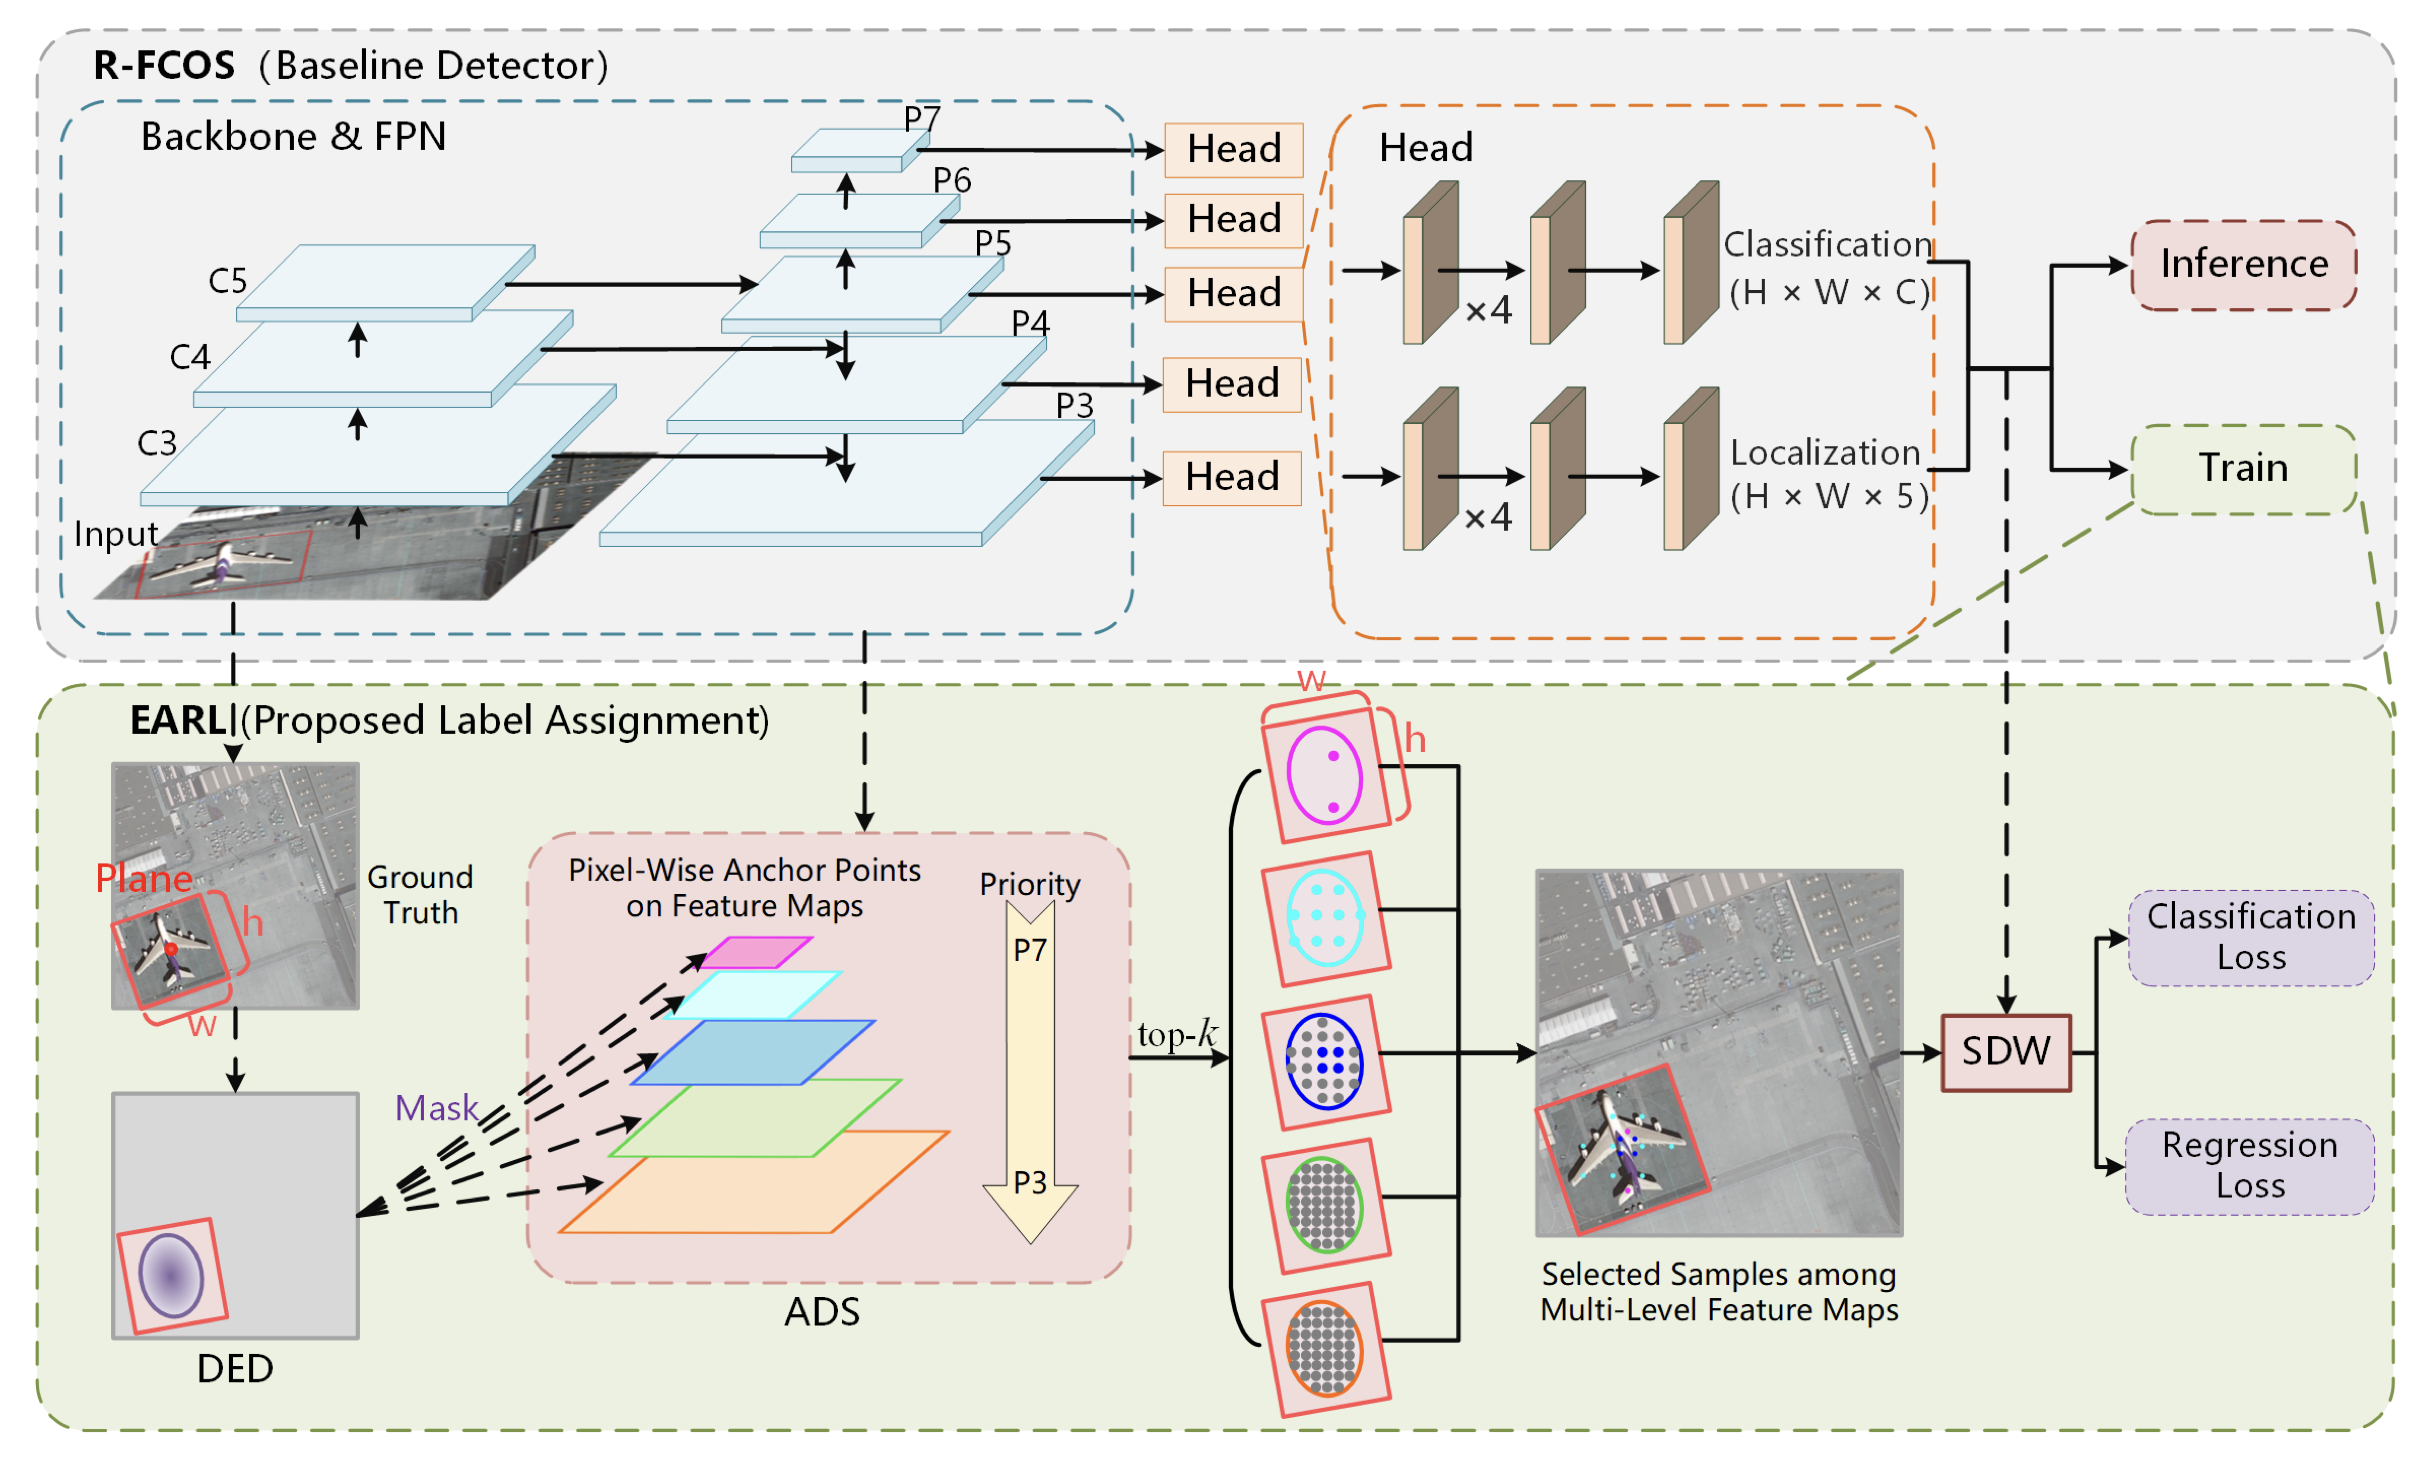 R-FCOS (Baseline Detector)
Backbone & FPN
P7
P6
P5
P4
P3
C5
C4
C3
Input
Head
Head
Head
Head
Head
Head
×4
Classification
(H × W × C)
×4
Localization
(H × W × 5)
Inference
Train
EARL (Proposed Label Assignment)
Plane
h
w
Ground
Truth
Mask
DED
Pixel-Wise Anchor Points
on Feature Maps
Priority
P7
P3
ADS
top-k
w
h
Selected Samples among
Multi-Level Feature Maps
SDW
Classification
Loss
Regression
Loss